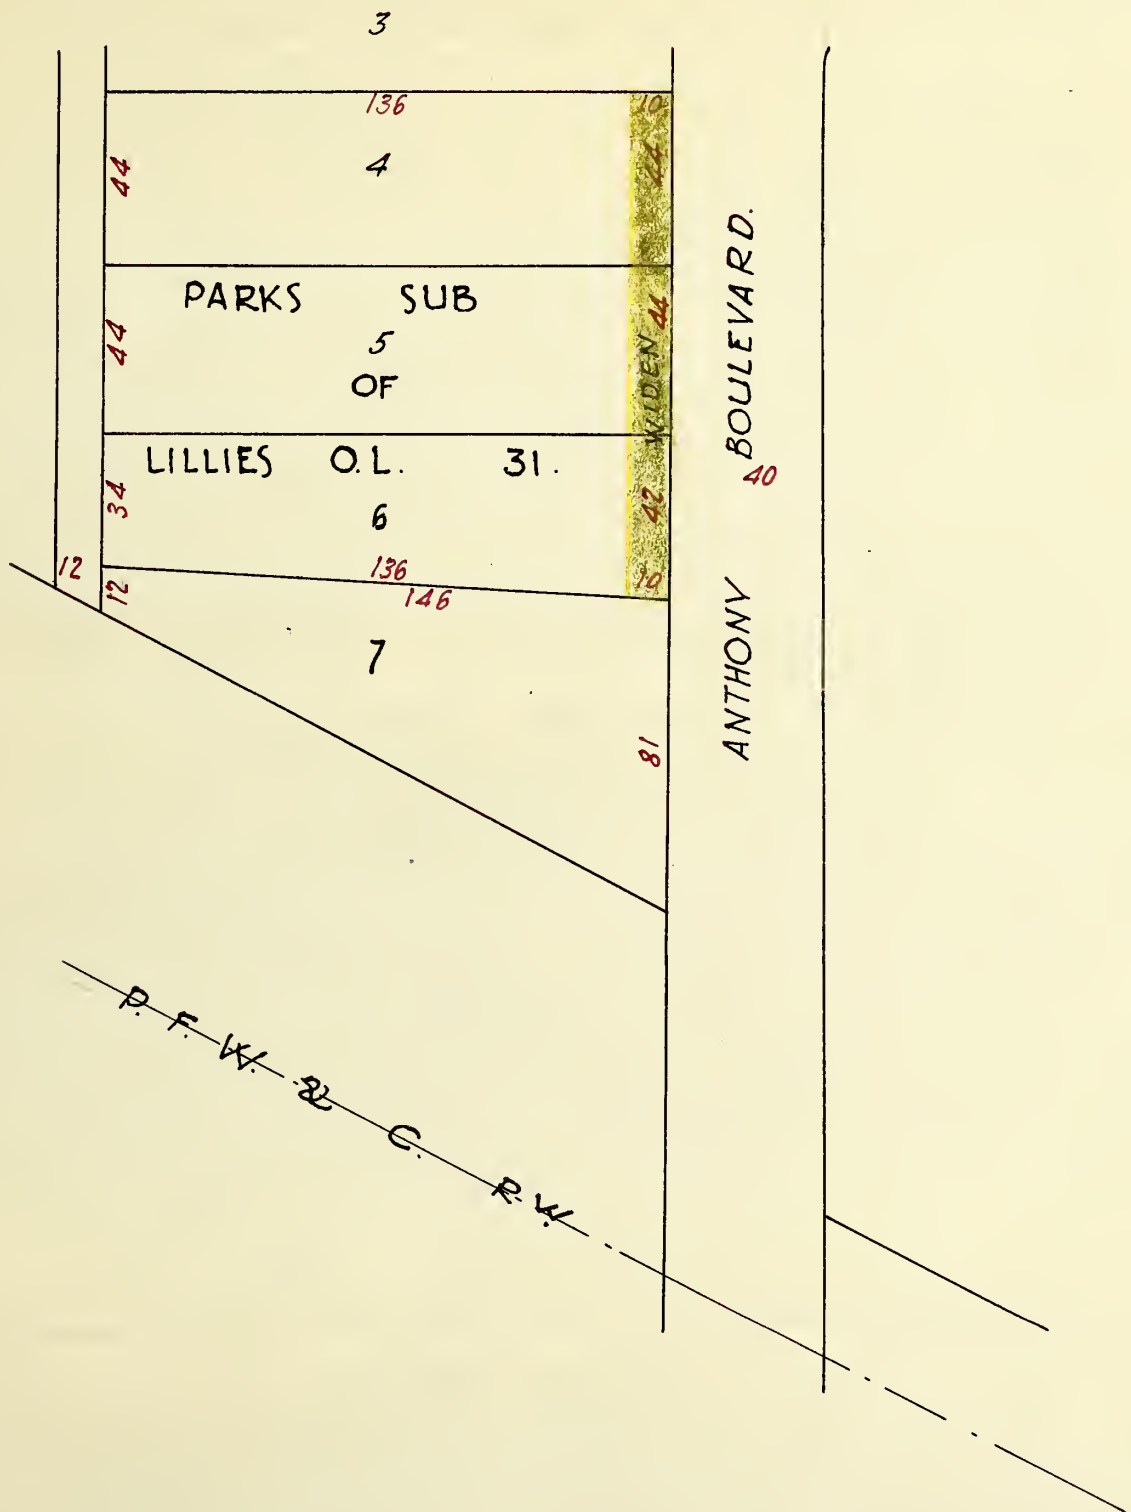 3
136 10
44 4 44
PARKS SUB
44 5 44
OF
WIDEN
LILLIES O.L. 31.
34 6 42
12 136 10
12 146
7
81
ANTHONY BOULEVARD.
40
P. F. W. & C. R. W.